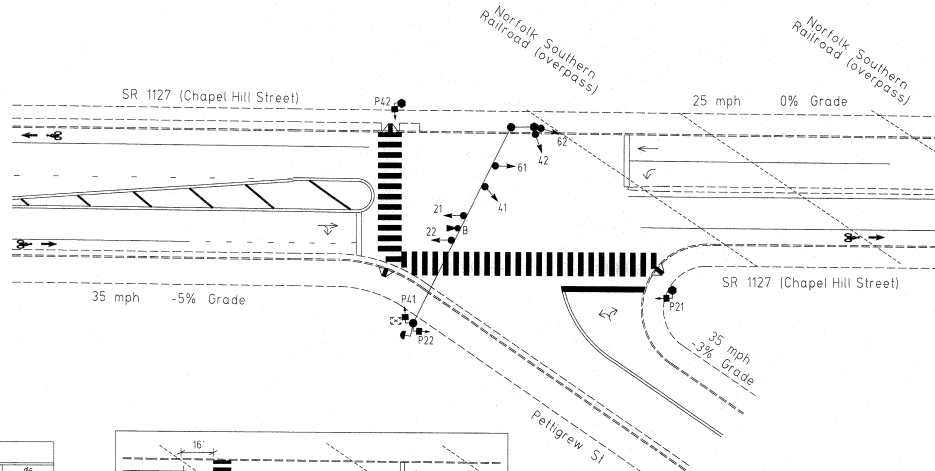 Norfolk Southern
Railroad (overpass)
Norfolk Southern
Railroad (overpass)
SR 1127 (Chapel Hill Street)
P42
25 mph 0% Grade
62
42
61
41
21
B
22
SR 1127 (Chapel Hill Street)
35 mph -5% Grade
P41
P22
P21
35 mph
-3% Grade
Pettigrew St
16'